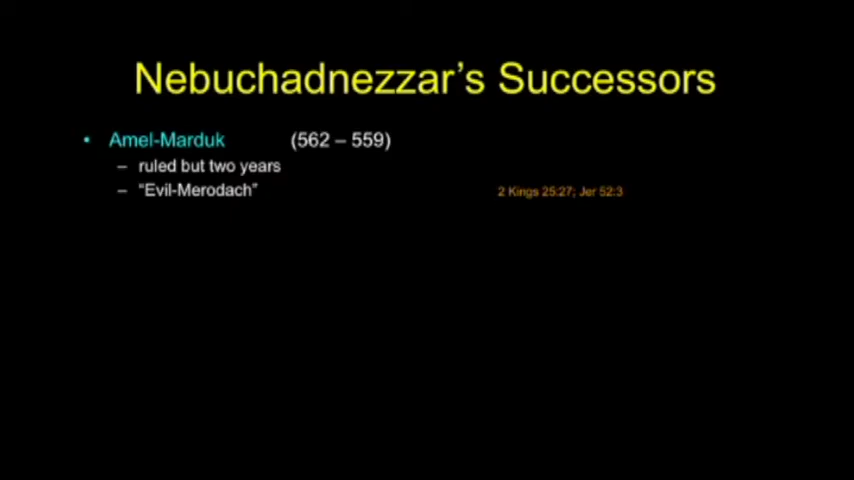 Nebuchadnezzar’s Successors
• Amel-Marduk (562 – 559)
– ruled but two years
– “Evil-Merodach” 2 Kings 25:27; Jer 52:3